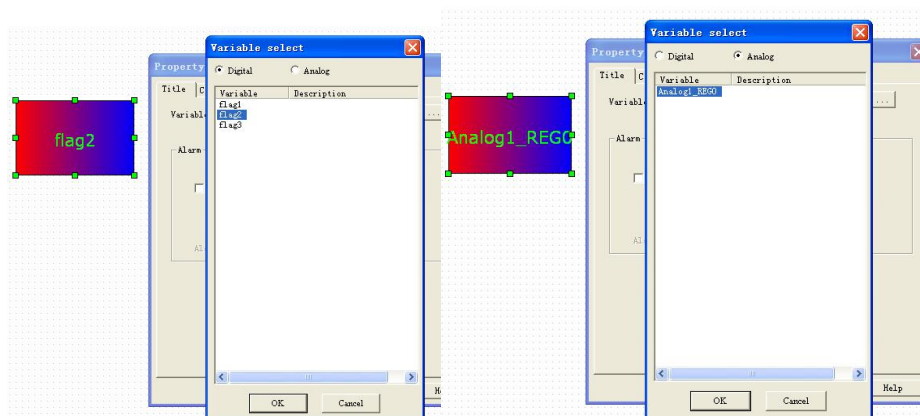 Variable select
Digital
Analog
Variable
Description
flag1
flag2
flag3
OK
Cancel
Property
Title
C
Variabl
...
Alarm
Al
H
flag2
Variable select
Digital
Analog
Variable
Description
Analog1_REG0
OK
Cancel
Property
Title
C
Variabl
...
Alarm
Al
Help
Analog1_REG0